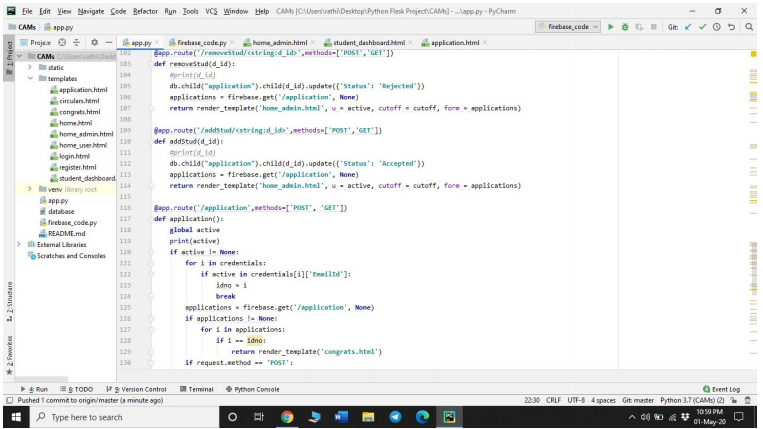 File Edit View Navigate Code Refactor Run Tools VCS Window Help CAMs [C:\Users\rathi\Desktop\Python Flask Project\CAMs] - ...\app.py - PyCharm
CAMs app.py firebase_code Git:
Project app.py firebase_code.py home_admin.html student_dashboard.html application.html
CAMs C:\Users\rathi\Deskt
static
templates
application.html
circulars.html
congrats.html
home.html
home_admin.html
home_user.html
login.html
register.html
student_dashboard.
venv library root
app.py
database
firebase_code.py
README.md
External Libraries
Scratches and Consoles
1: Project
2: Structure
2: Favorites
102 @app.route('/removeStud/<string:d_id>',methods=['POST','GET'])
103 def removeStud(d_id):
104 #print(d_id)
105 db.child("application").child(d_id).update({'Status': 'Rejected'})
106 applications = firebase.get('/application', None)
107 return render_template('home_admin.html', u = active, cutoff = cutoff, form = applications)
108
109 @app.route('/addStud/<string:d_id>',methods=['POST','GET'])
110 def addStud(d_id):
111 #print(d_id)
112 db.child("application").child(d_id).update({'Status': 'Accepted'})
113 applications = firebase.get('/application', None)
114 return render_template('home_admin.html', u = active, cutoff = cutoff, form = applications)
115
116 @app.route('/application',methods=['POST', 'GET'])
117 def application():
118 global active
119 print(active)
120 if active != None:
121 for i in credentials:
122 if active in credentials[i]['EmailId']:
123 idno = i
124 break
125 applications = firebase.get('/application', None)
126 if applications != None:
127 for i in applications:
128 if i == idno:
129 return render_template('congrats.html')
130 if request.method == 'POST':
4: Run 6: TODO 9: Version Control Terminal Python Console Event Log
Pushed 1 commit to origin/master (a minute ago) 22:30 CRLF UTF-8 4 spaces Git: master Python 3.7 (CAMs) (2)
Type here to search 10:59 PM
01-May-20